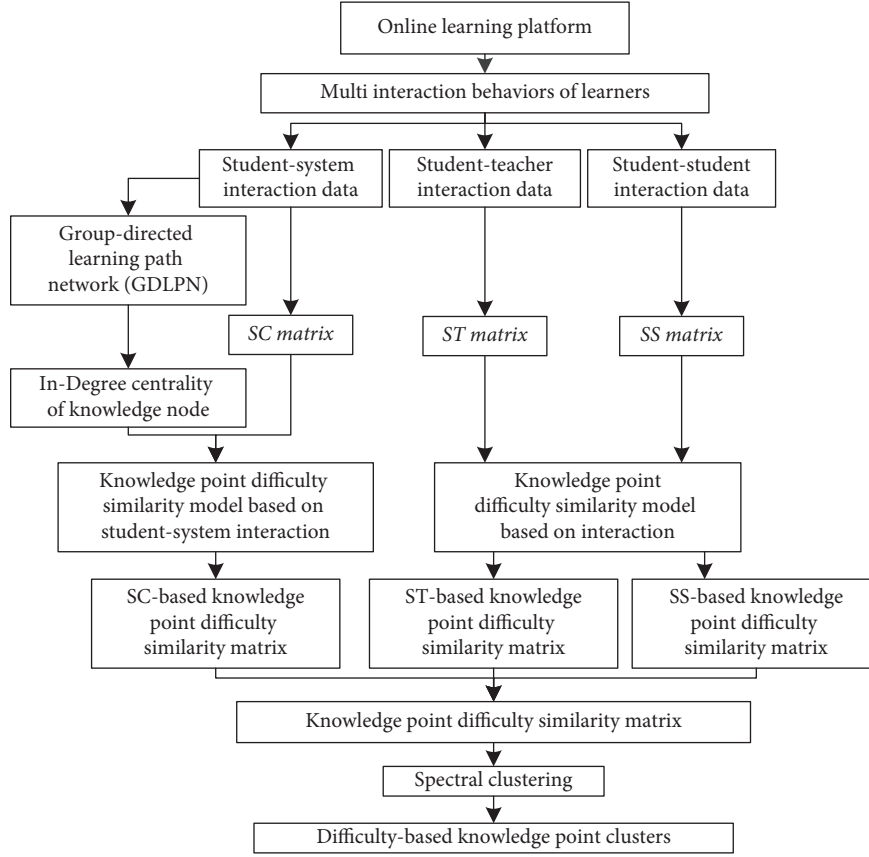 Online learning platform
Multi interaction behaviors of learners
Student-system
interaction data
Student-teacher
interaction data
Student-student
interaction data
Group-directed
learning path
network (GDLPN)
SC matrix
ST matrix
SS matrix
In-Degree centrality
of knowledge node
Knowledge point difficulty
similarity model based on
student-system interaction
Knowledge point
difficulty similarity model
based on interaction
SC-based knowledge
point difficulty
similarity matrix
ST-based knowledge
point difficulty
similarity matrix
SS-based knowledge
point difficulty
similarity matrix
Knowledge point difficulty similarity matrix
Spectral clustering
Difficulty-based knowledge point clusters